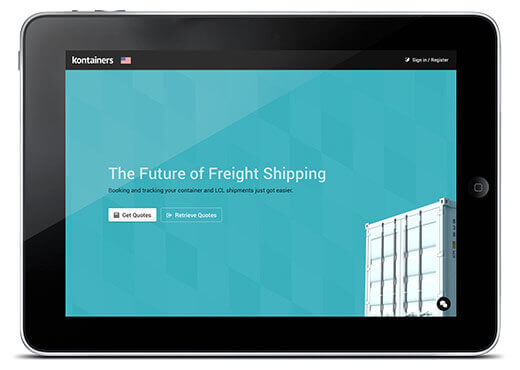 kontainers
Sign in / Register
The Future of Freight Shipping
Booking and tracking your container and LCL shipments just got easier.
Get Quotes
Retrieve Quotes